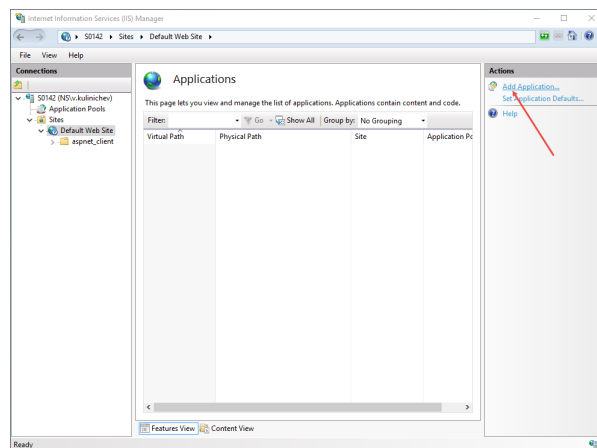 Internet Information Services (IIS) Manager
S0142 ▸ Sites ▸ Default Web Site ▸
File View Help
Connections
S0142 (NS\v.kulinichev)
Application Pools
Sites
Default Web Site
aspnet_client
Applications
This page lets you view and manage the list of applications. Applications contain content and code.
Filter: Go Show All Group by: No Grouping
Virtual Path Physical Path Site Application Po
Features View Content View
Actions
Add Application...
Set Application Defaults...
Help
Ready